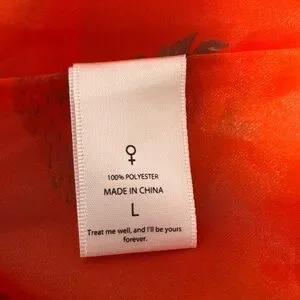 ♀
100% POLYESTER
MADE IN CHINA
L
Treat me well, and I'll be yours
forever.